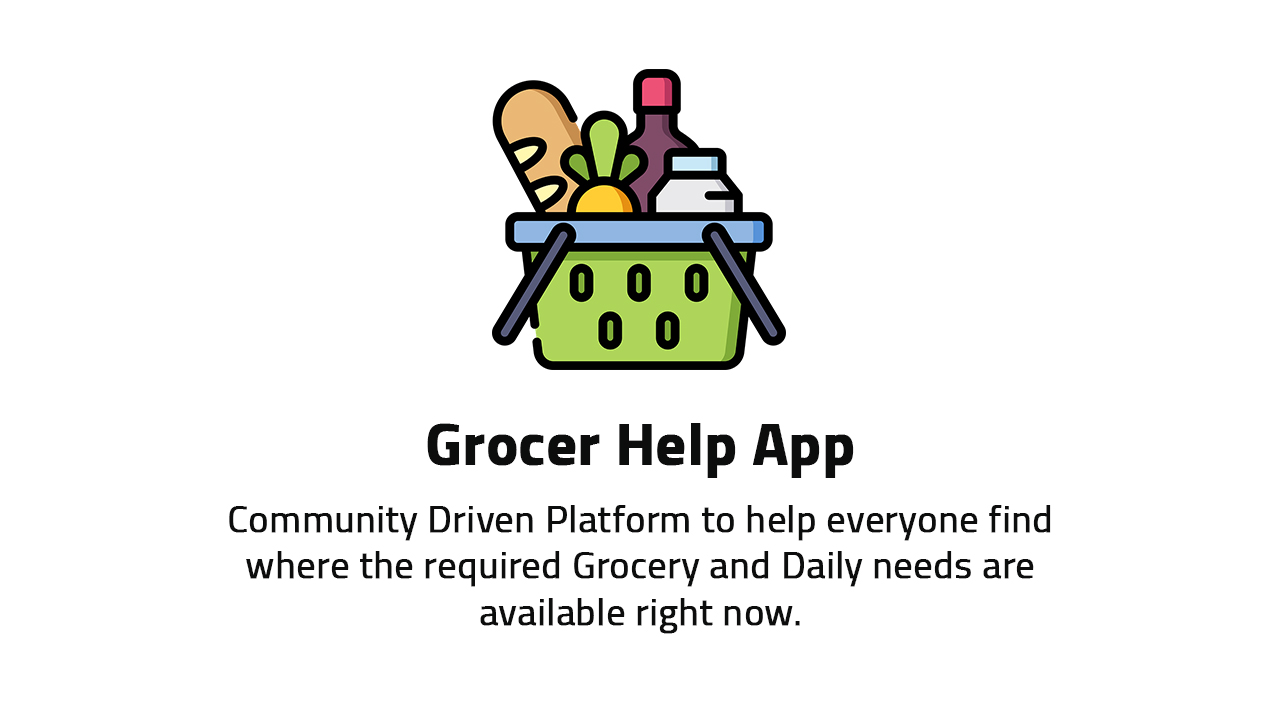 Grocer Help App
Community Driven Platform to help everyone find
where the required Grocery and Daily needs are
available right now.